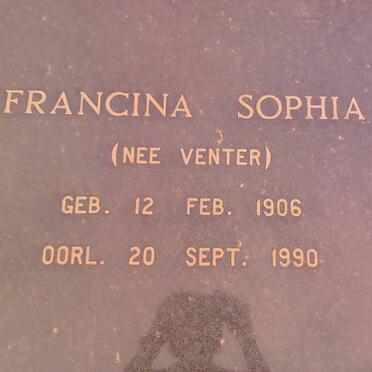 FRANCINA SOPHIA
(NEE VENTER)
GEB. 12 FEB. 1906
OORL. 20 SEPT. 1990